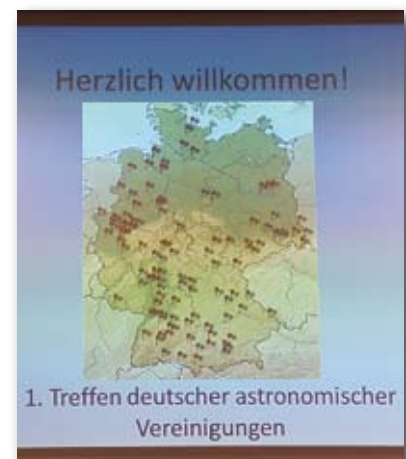 Herzlich willkommen!
1. Treffen deutscher astronomischer
Vereinigungen